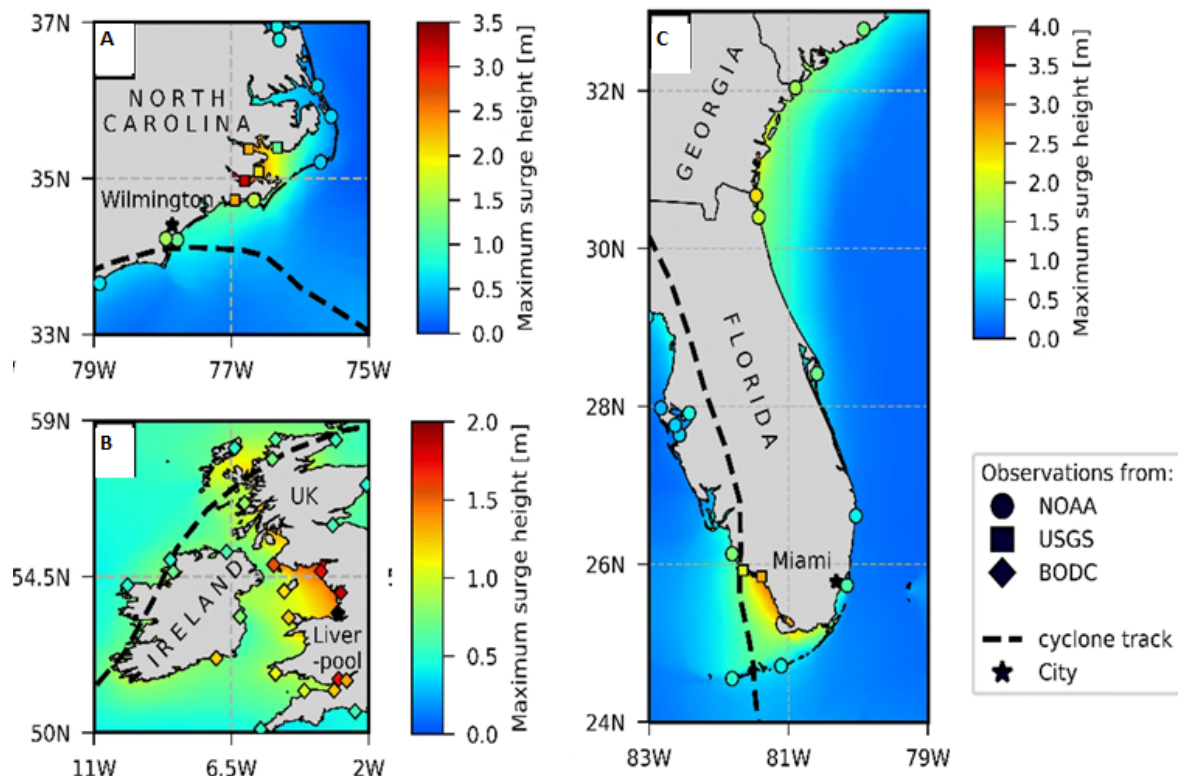 A
37N
35N
33N
79W
77W
75W
NORTH
CAROLINA
Wilmington
3.5
3.0
2.5
2.0
1.5
1.0
0.5
0.0
Maximum surge height [m]
B
59N
54.5N
50N
11W
6.5W
2W
UK
IRELAND
Liver
-pool
2.0
1.5
1.0
0.5
0.0
Maximum surge height [m]
C
32N
30N
28N
26N
24N
83W
81W
79W
GEORGIA
FLORIDA
Miami
4.0
3.5
3.0
2.5
2.0
1.5
1.0
0.5
0.0
Maximum surge height [m]
Observations from:
NOAA
USGS
BODC
cyclone track
City